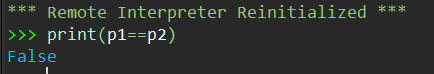 *** Remote Interpreter Reinitialized ***
>>> print(p1==p2)
False